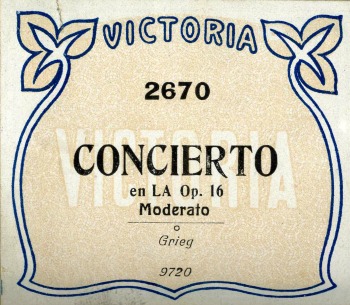 VICTORIA
2670
VICTORIA
CONCIERTO
en LA Op. 16
Moderato
Grieg
9720